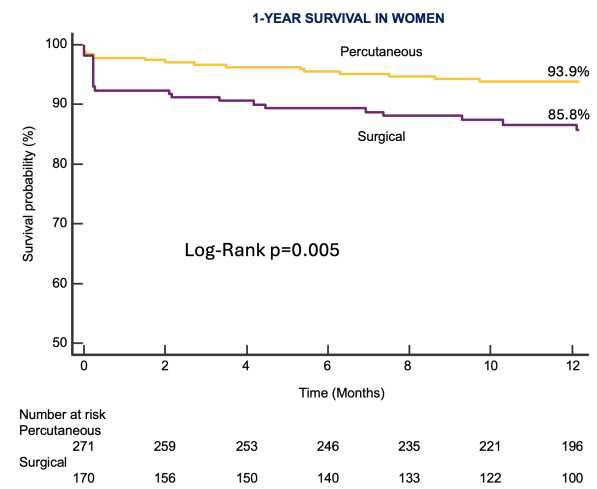 1-YEAR SURVIVAL IN WOMEN
100
90
80
70
60
50
Survival probability (%)
Percutaneous
93.9%
85.8%
Surgical
Log-Rank p=0.005
0 2 4 6 8 10 12
Time (Months)
Number at risk
Percutaneous
271 259 253 246 235 221 196
Surgical
170 156 150 140 133 122 100